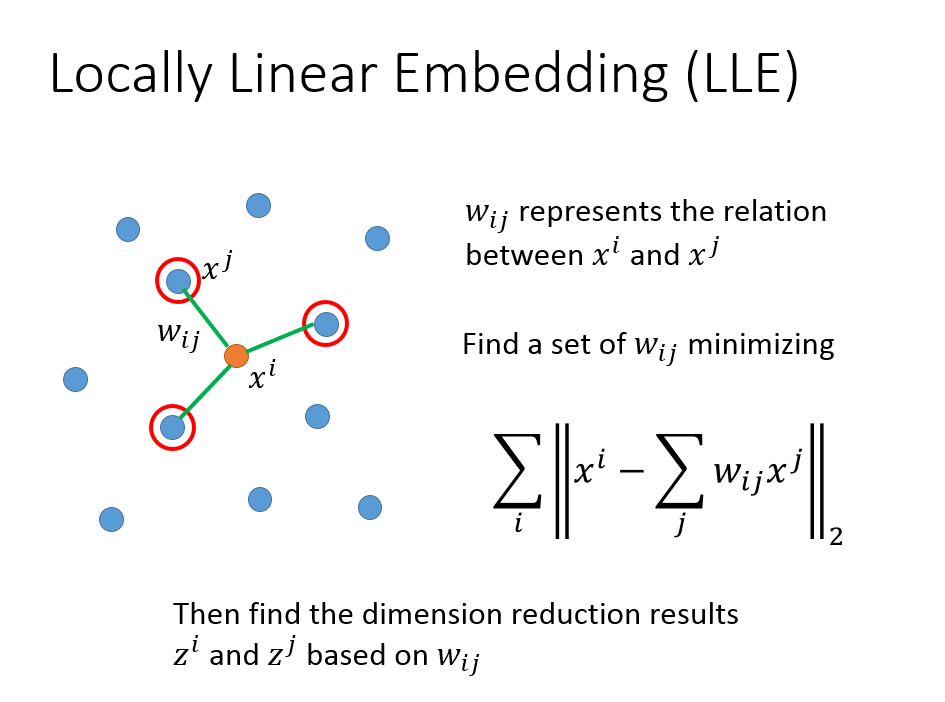 Locally Linear Embedding (LLE)
$w_{ij}$ represents the relation
between $x^i$ and $x^j$
$x^j$
$w_{ij}$
$x^i$
Find a set of $w_{ij}$ minimizing
$\sum_i \left\| x^i - \sum_j w_{ij} x^j \right\|_2$
Then find the dimension reduction results
$z^i$ and $z^j$ based on $w_{ij}$